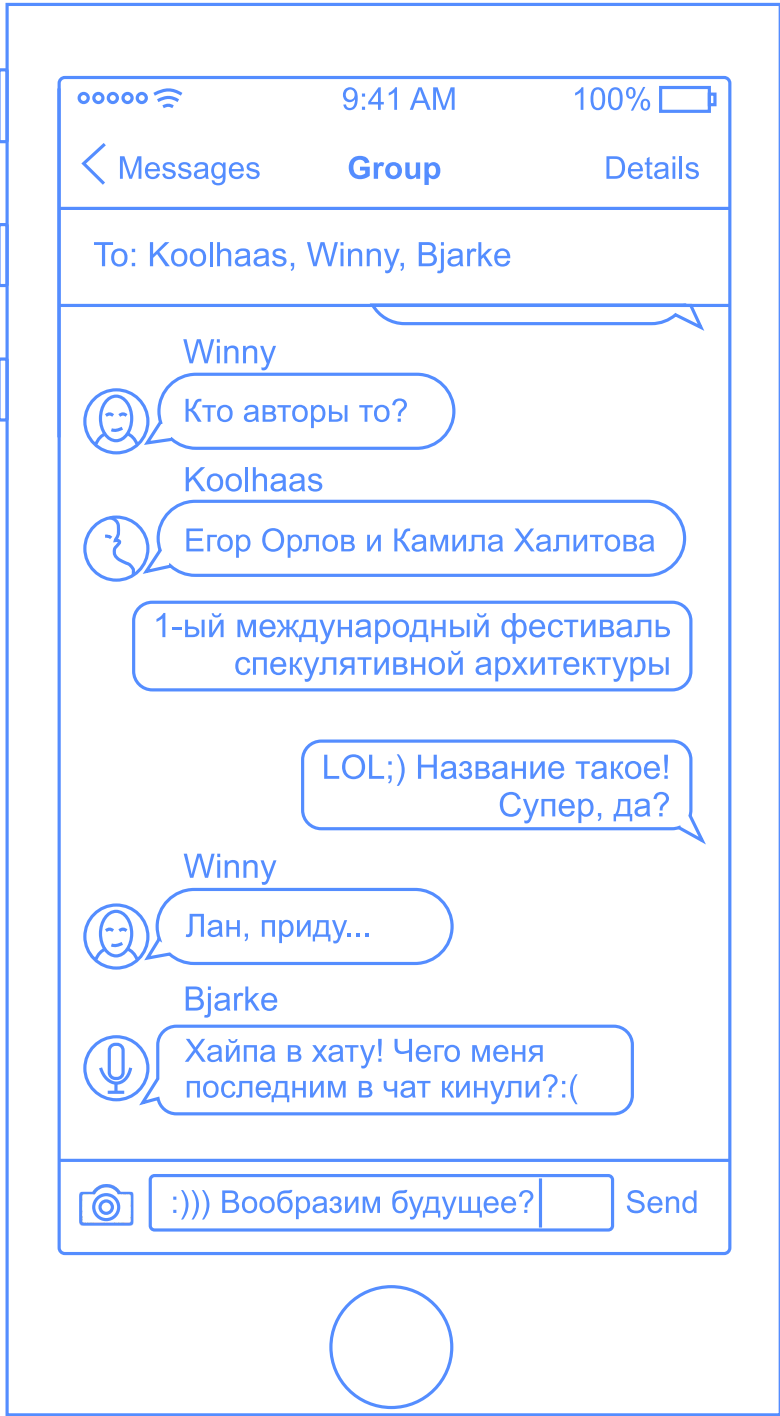 9:41 AM 100%
Messages Group Details
To: Koolhaas, Winny, Bjarke
Winny
Кто авторы то?
Koolhaas
Егор Орлов и Камила Халитова
1-ый международный фестиваль
спекулятивной архитектуры
LOL;) Название такое!
Супер, да?
Winny
Лан, приду...
Bjarke
Хайпа в хату! Чего меня
последним в чат кинули?:(
:))) Вообразим будущее? Send